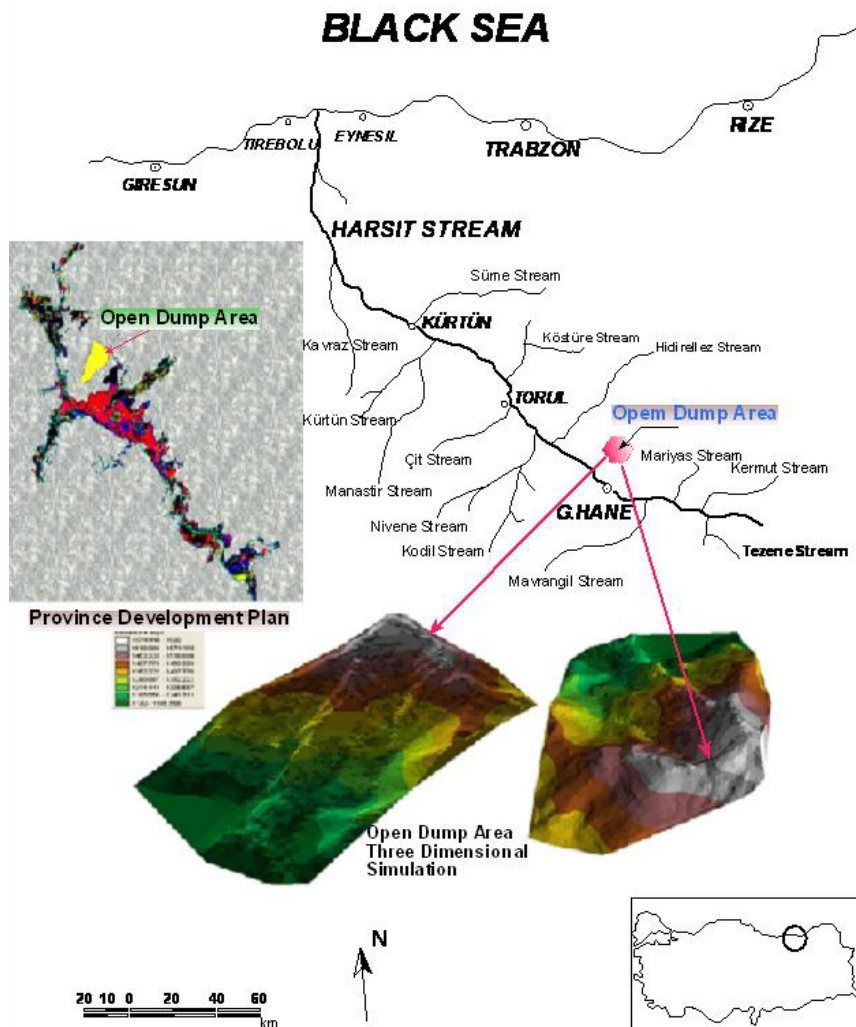 BLACK SEA
RIZE
TIREBOLU
EYNESIL
TRABZON
GIRESUN
HARSIT STREAM
Open Dump Area
Süme Stream
KÜRTÜN
Kavraz Stream
Köstüre Stream
Hidirellez Stream
TORUL
Opem Dump Area
Kürtün Stream
Çit Stream
Mariyas Stream
Kermut Stream
Manastir Stream
G.HANE
Nivene Stream
Kodil Stream
Tezene Stream
Mavrangil Stream
Province Development Plan
Open Dump Area
Three Dimensional
Simulation
N
20 10 0 20 40 60
km